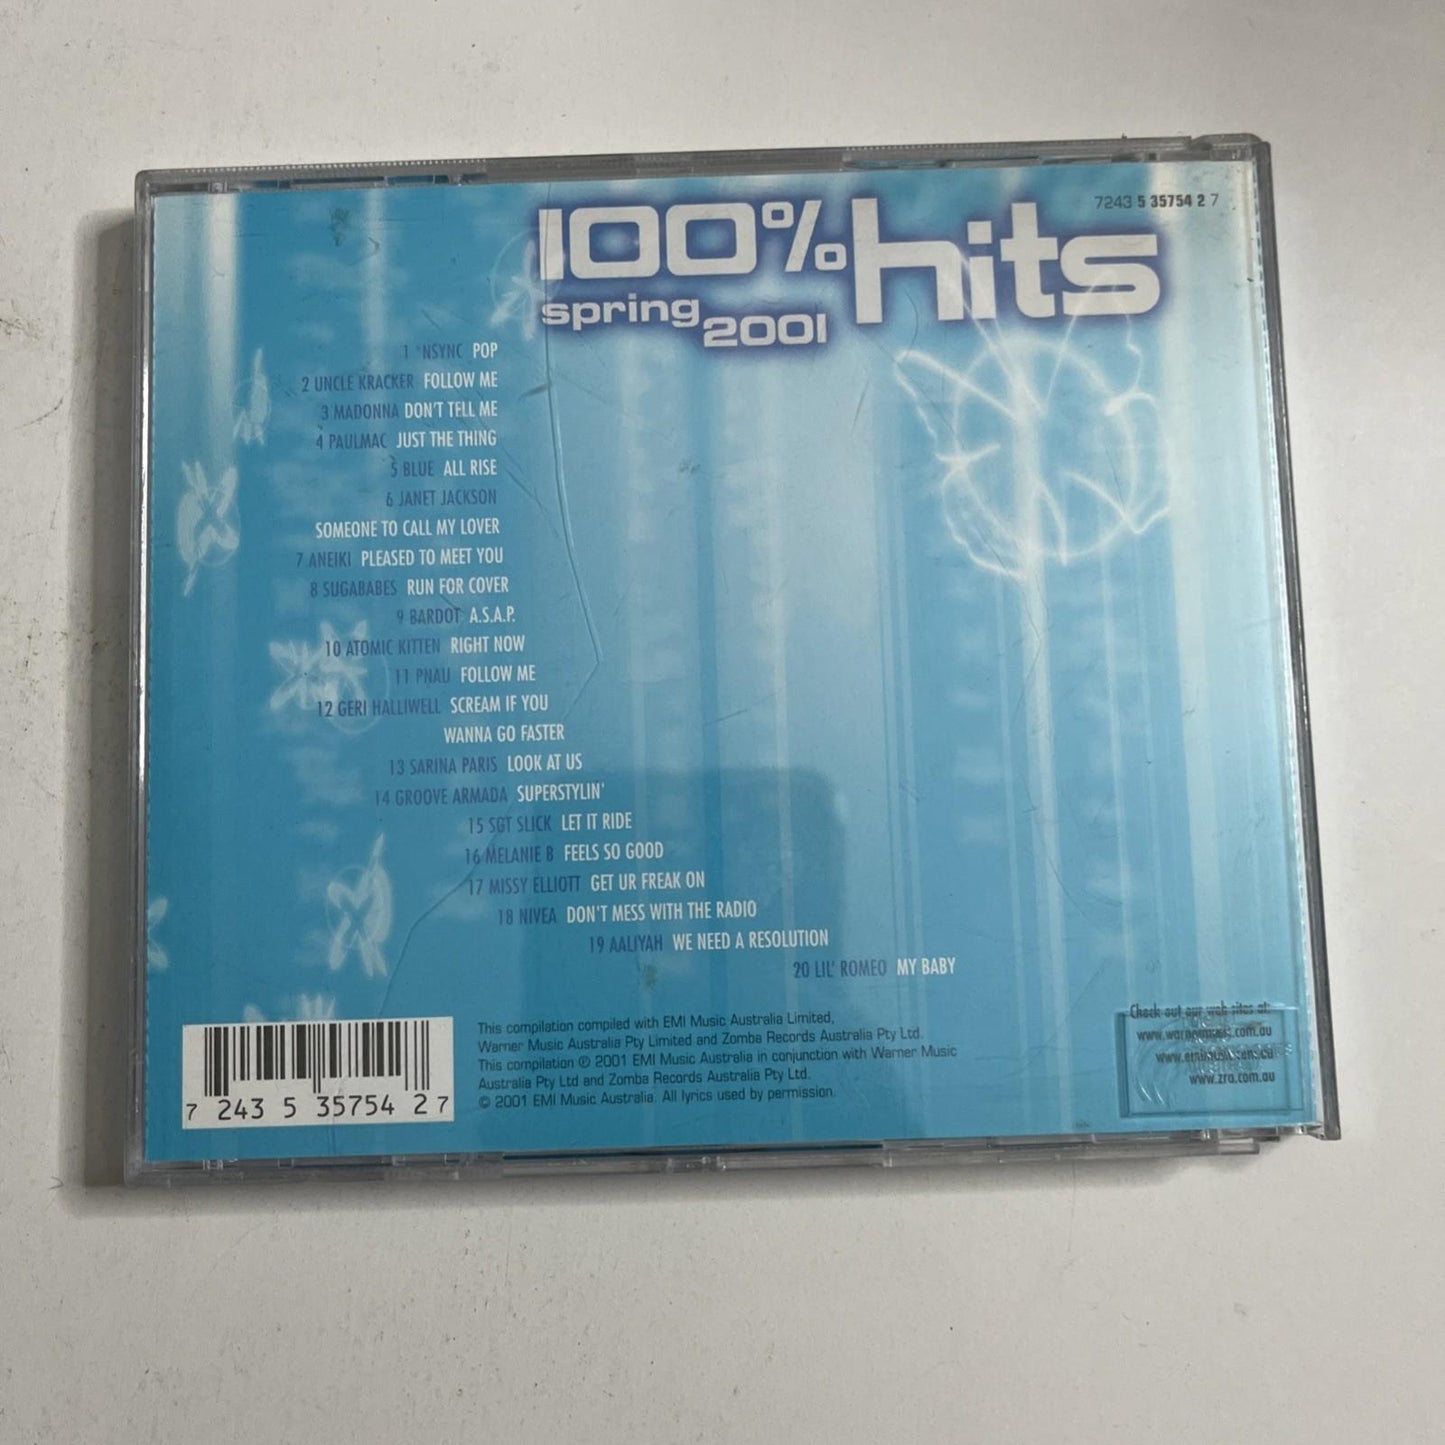 100% hits
spring 2001
7243 5 35754 2 7
1 *NSYNC POP
2 UNCLE KRACKER FOLLOW ME
3 MADONNA DON'T TELL ME
4 PAULMAC JUST THE THING
5 BLUE ALL RISE
6 JANET JACKSON
SOMEONE TO CALL MY LOVER
7 ANEIKI PLEASED TO MEET YOU
8 SUGABABES RUN FOR COVER
9 BARDOT A.S.A.P.
10 ATOMIC KITTEN RIGHT NOW
11 PNAU FOLLOW ME
12 GERI HALLIWELL SCREAM IF YOU
WANNA GO FASTER
13 SARINA PARIS LOOK AT US
14 GROOVE ARMADA SUPERSTYLIN'
15 SGT SLICK LET IT RIDE
16 MELANIE B FEELS SO GOOD
17 MISSY ELLIOTT GET UR FREAK ON
18 NIVEA DON'T MESS WITH THE RADIO
19 AALIYAH WE NEED A RESOLUTION
20 LIL' ROMEO MY BABY
This compilation compiled with EMI Music Australia Limited,
Warner Music Australia Pty Limited and Zomba Records Australia Pty Ltd.
This compilation © 2001 EMI Music Australia in conjunction with Warner Music
Australia Pty Ltd and Zomba Records Australia Pty Ltd.
© 2001 EMI Music Australia. All lyrics used by permission.
Check out our web sites at:
www.warnermusic.com.au
www.emimusic.com.au
www.zra.com.au
7 243 5 35754 2 7